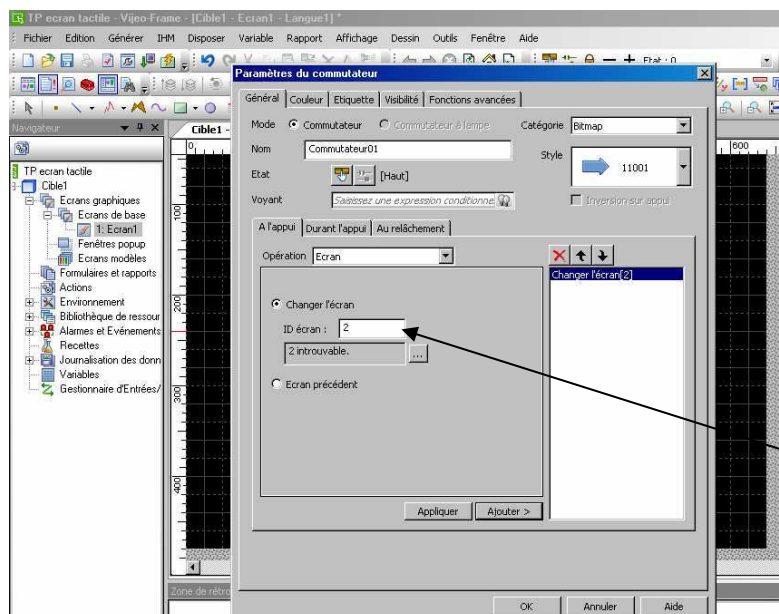 TP ecran tactile - Vijeo-Frame - [Cible1 - Ecran1 - Langue1] *
Fichier Edition Générer IHM Disposer Variable Rapport Affichage Dessin Outils Fenêtre Aide
Etat : 0
Navigateur
Cible1 -
0
600
100
200
300
400
TP ecran tactile
Cible1
Ecrans graphiques
Ecrans de base
1: Ecran1
Fenêtres popup
Ecrans modèles
Formulaires et rapports
Actions
Environnement
Bibliothèque de ressour
Alarmes et Evénements
Recettes
Journalisation des donn
Variables
Gestionnaire d'Entrées/
Zone de rétro
Paramètres du commutateur
Général Couleur Etiquette Visibilité Fonctions avancées
Mode Commutateur Commutateur à lampe Catégorie Bitmap
Nom Commutateur01 Style 11001
Etat [Haut]
Voyant Saisissez une expression conditionne Inversion sur appui
A l'appui Durant l'appui Au relâchement
Opération Ecran
Changer l'écran[2]
Changer l'écran
ID écran : 2
2 introuvable. ...
Ecran précédent
Appliquer Ajouter >
OK Annuler Aide